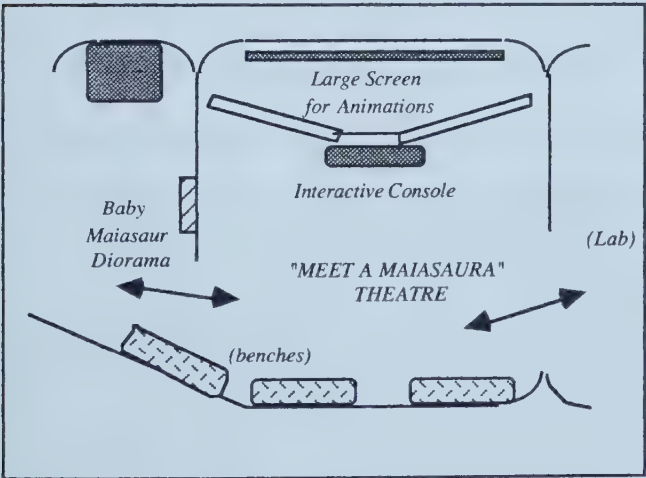 Large Screen
for Animations
Interactive Console
Baby
Maiasaur
Diorama
(Lab)
"MEET A MAIASAURA"
THEATRE
(benches)